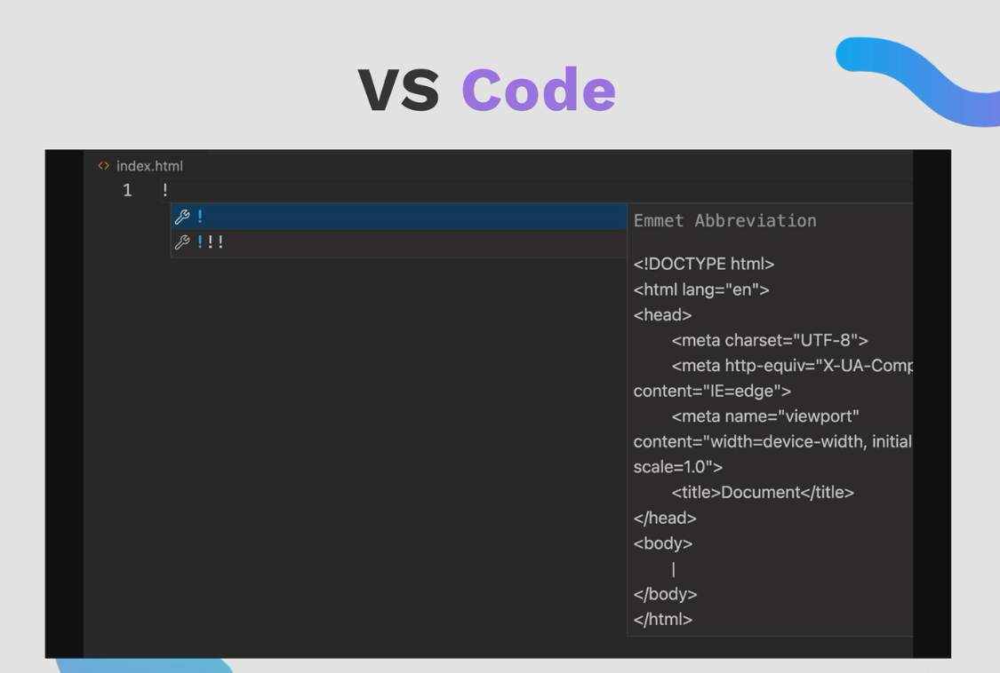 VS Code
<> index.html
1 !
!
!!!
Emmet Abbreviation
<!DOCTYPE html>
<html lang="en">
<head>
<meta charset="UTF-8">
<meta http-equiv="X-UA-Comp
content="IE=edge">
<meta name="viewport"
content="width=device-width, initial
scale=1.0">
<title>Document</title>
</head>
<body>
|
</body>
</html>